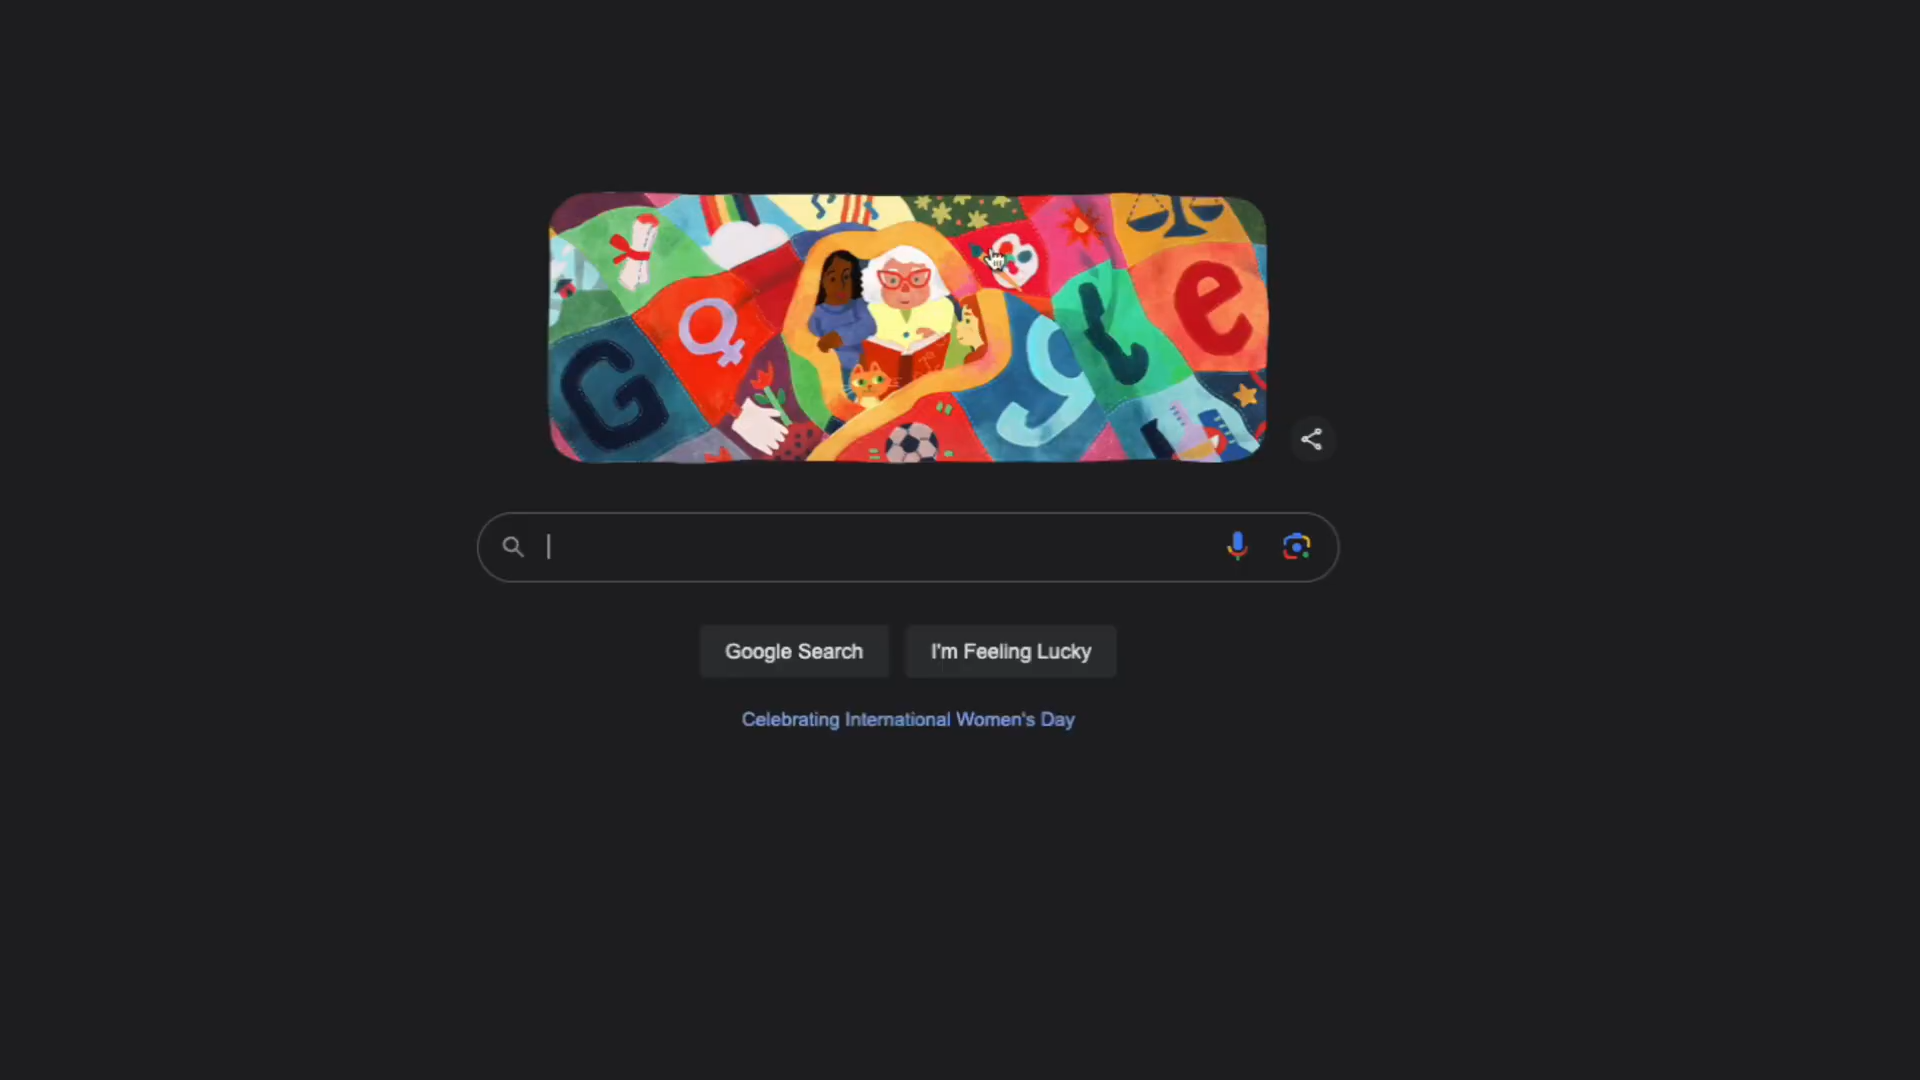 G o g l e
Google Search
I'm Feeling Lucky
Celebrating International Women's Day